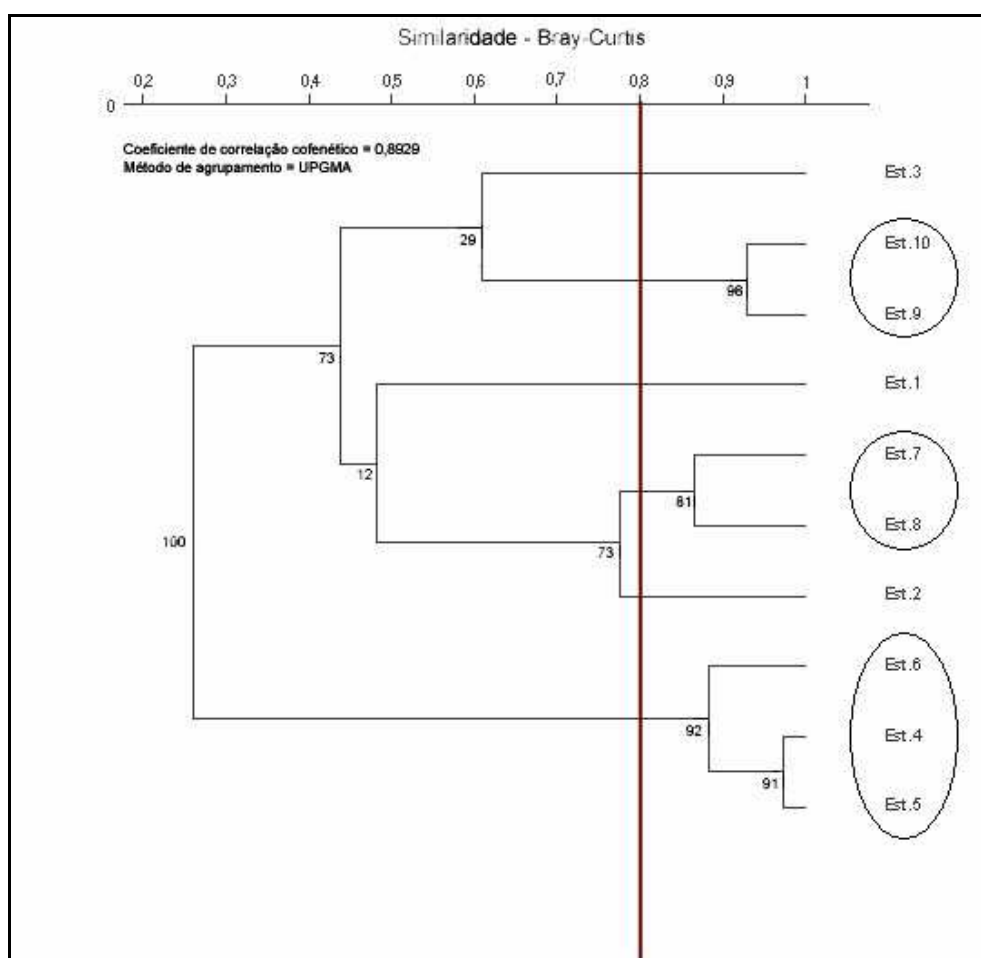 Similaridade - Bray-Curtis
0,2 0,3 0,4 0,5 0,6 0,7 0,8 0,9 1
0
Coeficiente de correlação cofenético = 0,8929
Método de agrupamento = UPGMA
Est.3
Est.10
29
96
Est.9
73
Est.1
Est.7
12
81
Est.8
100
73
Est.2
Est.6
92
Est.4
91
Est.5